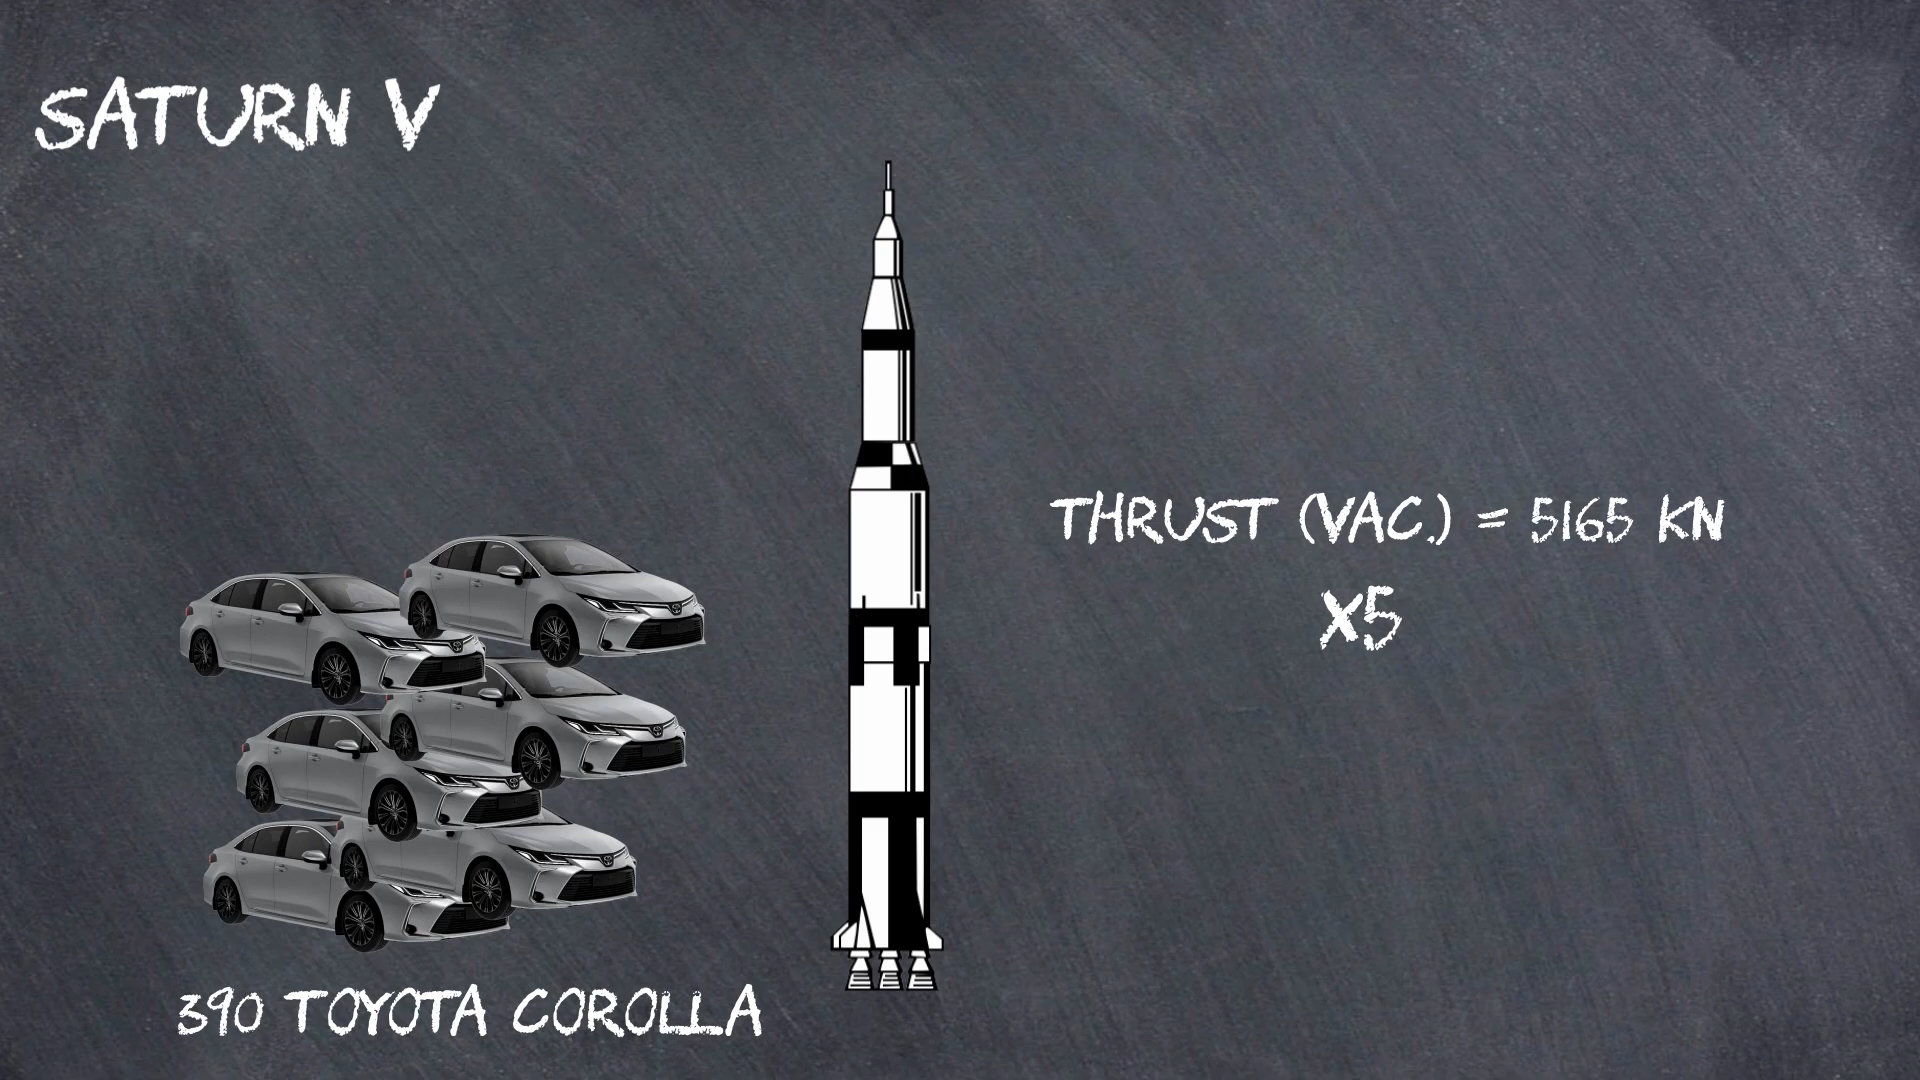 SATURN V
THRUST (VAC.) = 5165 KN
X5
390 TOYOTA COROLLA